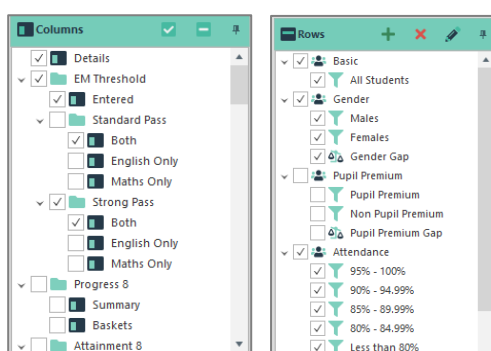 Columns
Details
EM Threshold
Entered
Standard Pass
Both
English Only
Maths Only
Strong Pass
Both
English Only
Maths Only
Progress 8
Summary
Baskets
Attainment 8
Rows
Basic
All Students
Gender
Males
Females
Gender Gap
Pupil Premium
Pupil Premium
Non Pupil Premium
Pupil Premium Gap
Attendance
95% - 100%
90% - 94.99%
85% - 89.99%
80% - 84.99%
Less than 80%